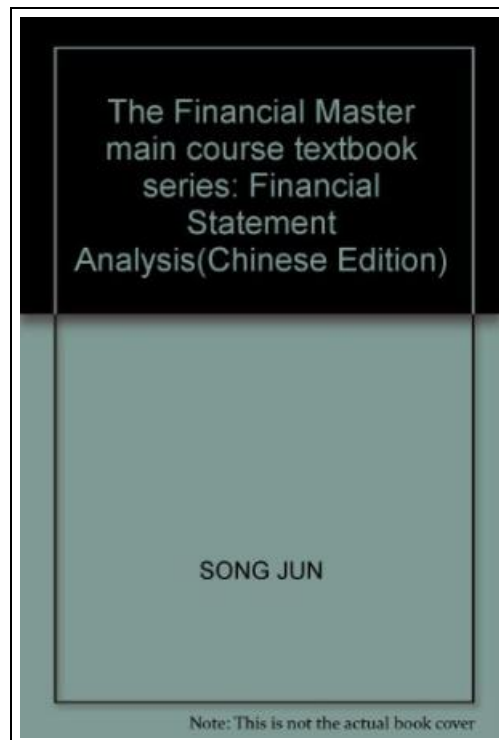 The Financial Master
main course textbook
series: Financial
Statement
Analysis(Chinese Edition)
SONG JUN
Note: This is not the actual book cover